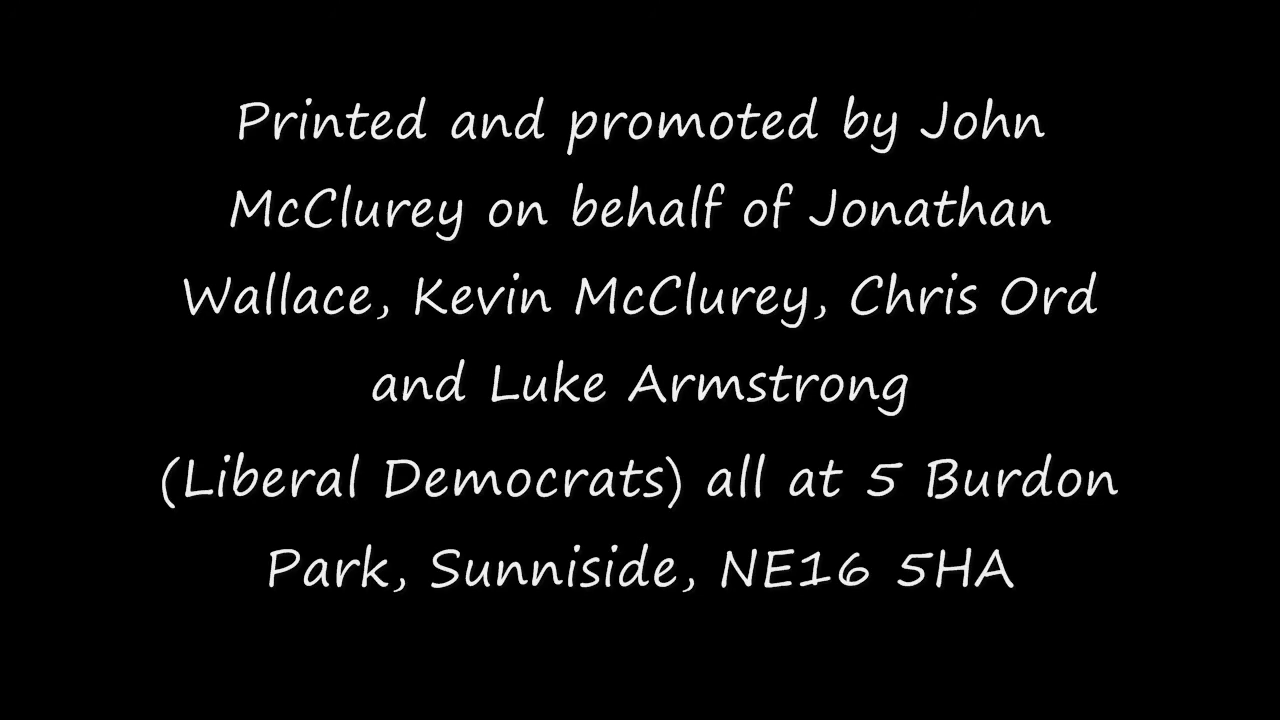 Printed and promoted by John
McClurey on behalf of Jonathan
Wallace, Kevin McClurey, Chris Ord
and Luke Armstrong
(Liberal Democrats) all at 5 Burdon
Park, Sunniside, NE16 5HA